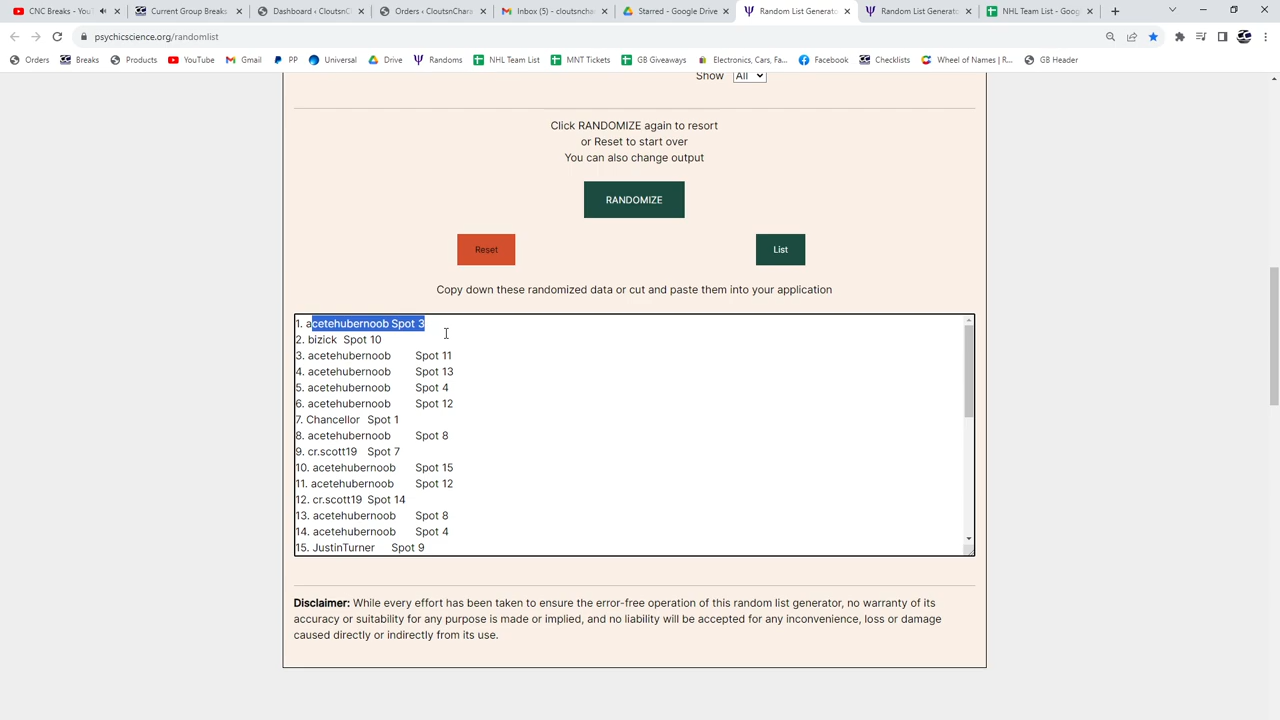 CNC Breaks - YouT
Current Group Breaks
Dashboard ‹ CloutsnCl
Orders ‹ CloutsnChara
Inbox (5) - cloutsnchar
Starred - Google Drive
Random List Generato
Random List Generato
NHL Team List - Goog
psychicscience.org/randomlist
Orders
Breaks
Products
YouTube
Gmail
PP
Universal
Drive
Randoms
NHL Team List
MNT Tickets
GB Giveaways
Electronics, Cars, Fa...
Facebook
Checklists
Wheel of Names | R...
GB Header
Show All
Click RANDOMIZE again to resort
or Reset to start over
You can also change output
RANDOMIZE
Reset
List
Copy down these randomized data or cut and paste them into your application
1. acetehubernoob Spot 3
2. bizick Spot 10
3. acetehubernoob Spot 11
4. acetehubernoob Spot 13
5. acetehubernoob Spot 4
6. acetehubernoob Spot 12
7. Chancellor Spot 1
8. acetehubernoob Spot 8
9. cr.scott19 Spot 7
10. acetehubernoob Spot 15
11. acetehubernoob Spot 12
12. cr.scott19 Spot 14
13. acetehubernoob Spot 8
14. acetehubernoob Spot 4
15. JustinTurner Spot 9
Disclaimer: While every effort has been taken to ensure the error-free operation of this random list generator, no warranty of its
accuracy or suitability for any purpose is made or implied, and no liability will be accepted for any inconvenience, loss or damage
caused directly or indirectly from its use.